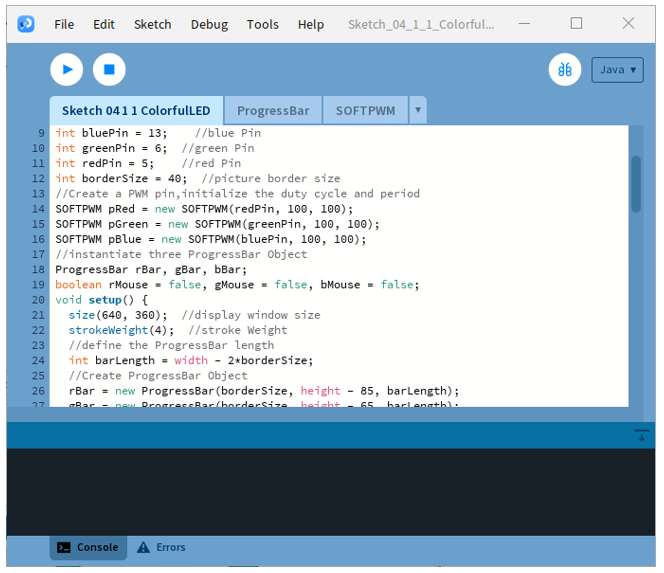 File Edit Sketch Debug Tools Help Sketch_04_1_1_Colorful...
Java ▾
Sketch 04 1 1 ColorfulLED ProgressBar SOFTPWM ▾
9 int bluePin = 13;    //blue Pin
10 int greenPin = 6;  //green Pin
11 int redPin = 5;    //red Pin
12 int borderSize = 40;  //picture border size
13 //Create a PWM pin,initialize the duty cycle and period
14 SOFTPWM pRed = new SOFTPWM(redPin, 100, 100);
15 SOFTPWM pGreen = new SOFTPWM(greenPin, 100, 100);
16 SOFTPWM pBlue = new SOFTPWM(bluePin, 100, 100);
17 //instantiate three ProgressBar Object
18 ProgressBar rBar, gBar, bBar;
19 boolean rMouse = false, gMouse = false, bMouse = false;
20 void setup() {
21   size(640, 360);  //display window size
22   strokeWeight(4);  //stroke Weight
23   //define the ProgressBar length
24   int barLength = width - 2*borderSize;
25   //Create ProgressBar Object
26   rBar = new ProgressBar(borderSize, height - 85, barLength);
27   gBar = new ProgressBar(borderSize, height - 65, barLength);
Console Errors